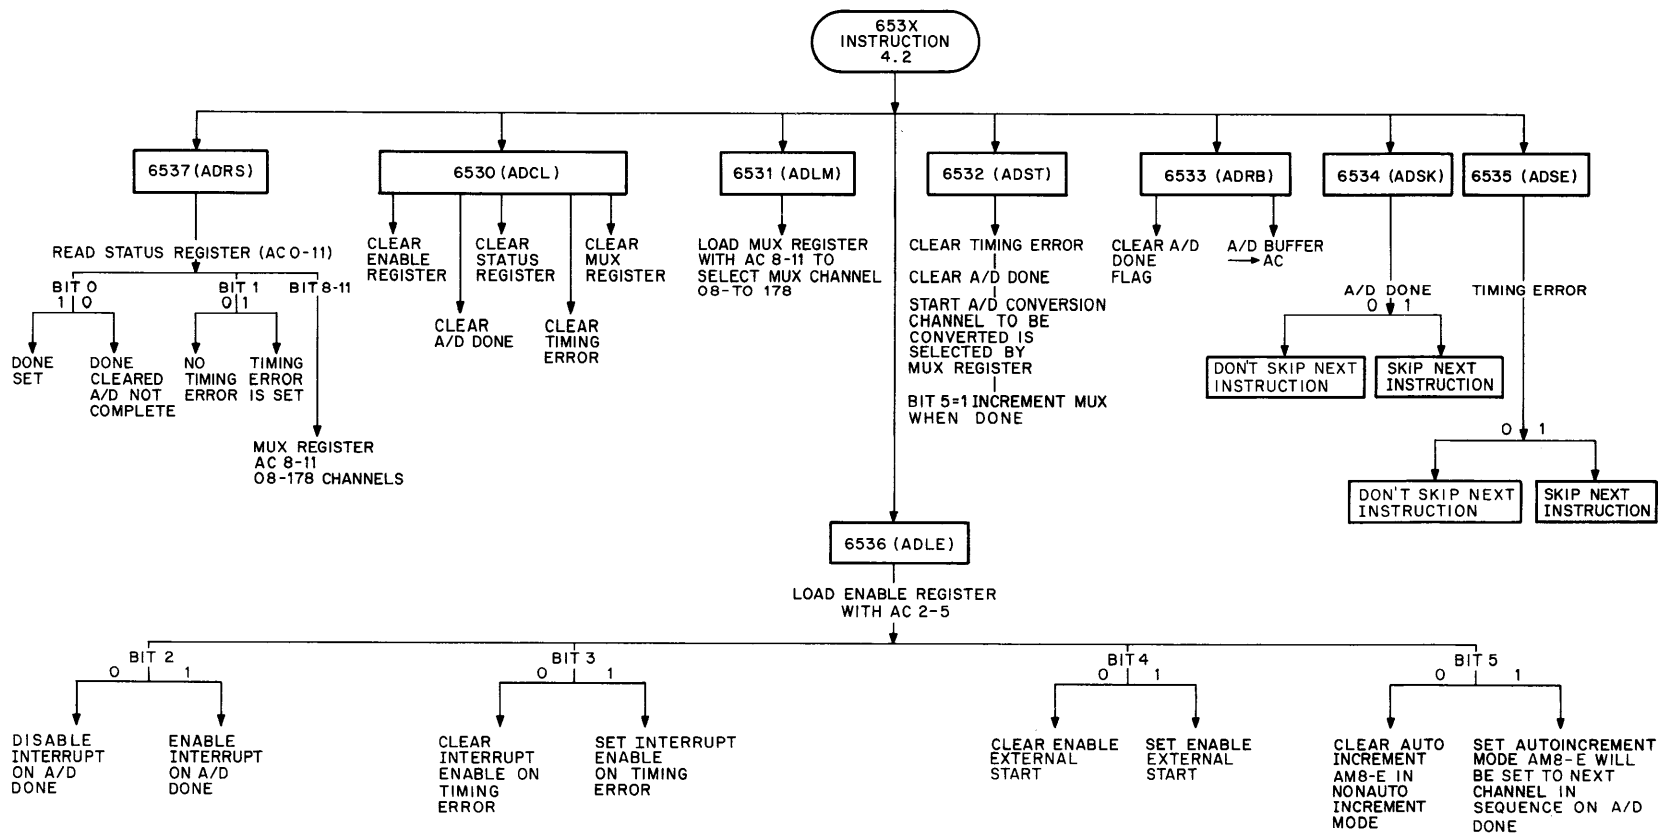 653X
INSTRUCTION
4.2
6537 (ADRS)
6530 (ADCL)
6531 (ADLM)
6532 (ADST)
6533 (ADRB)
6534 (ADSK)
6535 (ADSE)
READ STATUS REGISTER (AC 0-11)
BIT 0
1 0
BIT 1
0 1
BIT 8-11
DONE
SET
DONE
CLEARED
A/D NOT
COMPLETE
NO
TIMING
ERROR
TIMING
ERROR
IS SET
MUX REGISTER
AC 8-11
08-178 CHANNELS
CLEAR
ENABLE
REGISTER
CLEAR
A/D DONE
CLEAR
STATUS
REGISTER
CLEAR
TIMING
ERROR
CLEAR
MUX
REGISTER
LOAD MUX REGISTER
WITH AC 8-11 TO
SELECT MUX CHANNEL
08-TO 178
CLEAR TIMING ERROR
CLEAR A/D DONE
START A/D CONVERSION
CHANNEL TO BE
CONVERTED IS
SELECTED BY
MUX REGISTER
BIT 5=1 INCREMENT MUX
WHEN DONE
CLEAR A/D
DONE
FLAG
A/D BUFFER
→ AC
A/D DONE
0 1
DON'T SKIP NEXT
INSTRUCTION
SKIP NEXT
INSTRUCTION
TIMING ERROR
0 1
DON'T SKIP NEXT
INSTRUCTION
SKIP NEXT
INSTRUCTION
6536 (ADLE)
LOAD ENABLE REGISTER
WITH AC 2-5
BIT 2
0 1
DISABLE
INTERRUPT
ON A/D
DONE
ENABLE
INTERRUPT
ON A/D
DONE
BIT 3
0 1
CLEAR
INTERRUPT
ENABLE ON
TIMING
ERROR
SET INTERRUPT
ENABLE
ON TIMING
ERROR
BIT 4
0 1
CLEAR ENABLE
EXTERNAL
START
SET ENABLE
EXTERNAL
START
BIT 5
0 1
CLEAR AUTO
INCREMENT
AM8-E IN
NONAUTO
INCREMENT
MODE
SET AUTOINCREMENT
MODE AM8-E WILL
BE SET TO NEXT
CHANNEL IN
SEQUENCE ON A/D
DONE